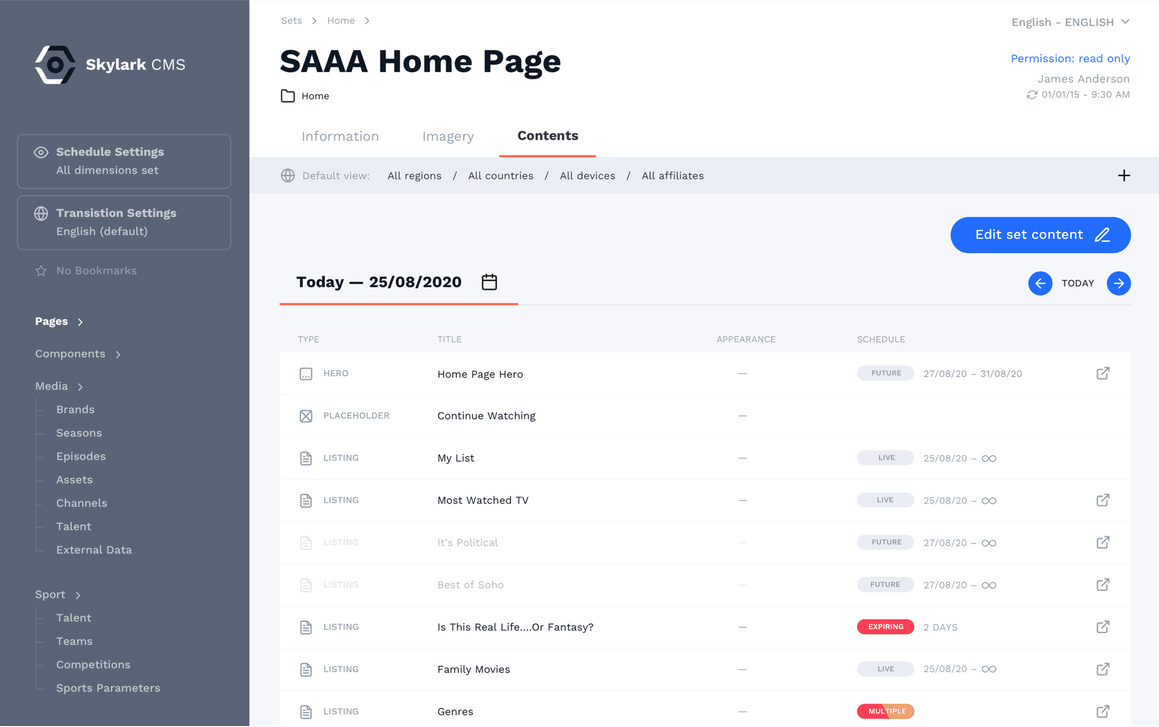 Skylark CMS
Schedule Settings
All dimensions set
Transistion Settings
English (default)
No Bookmarks
Pages
Components
Media
Brands
Seasons
Episodes
Assets
Channels
Talent
External Data
Sport
Talent
Teams
Competitions
Sports Parameters
Sets Home
English - ENGLISH
SAAA Home Page
Permission: read only
James Anderson
01/01/15 - 9:30 AM
Home
Information Imagery Contents
Default view: All regions / All countries / All devices / All affiliates
Edit set content
Today — 25/08/2020
TODAY
TYPE TITLE APPEARANCE SCHEDULE
HERO Home Page Hero — FUTURE 27/08/20 – 31/08/20
PLACEHOLDER Continue Watching —
LISTING My List — LIVE 25/08/20 – ∞
LISTING Most Watched TV — LIVE 25/08/20 – ∞
LISTING It's Political — FUTURE 27/08/20 – ∞
LISTING Best of Soho — FUTURE 27/08/20 – ∞
LISTING Is This Real Life....Or Fantasy? — EXPIRING 2 DAYS
LISTING Family Movies — LIVE 25/08/20 – ∞
LISTING Genres — MULTIPLE